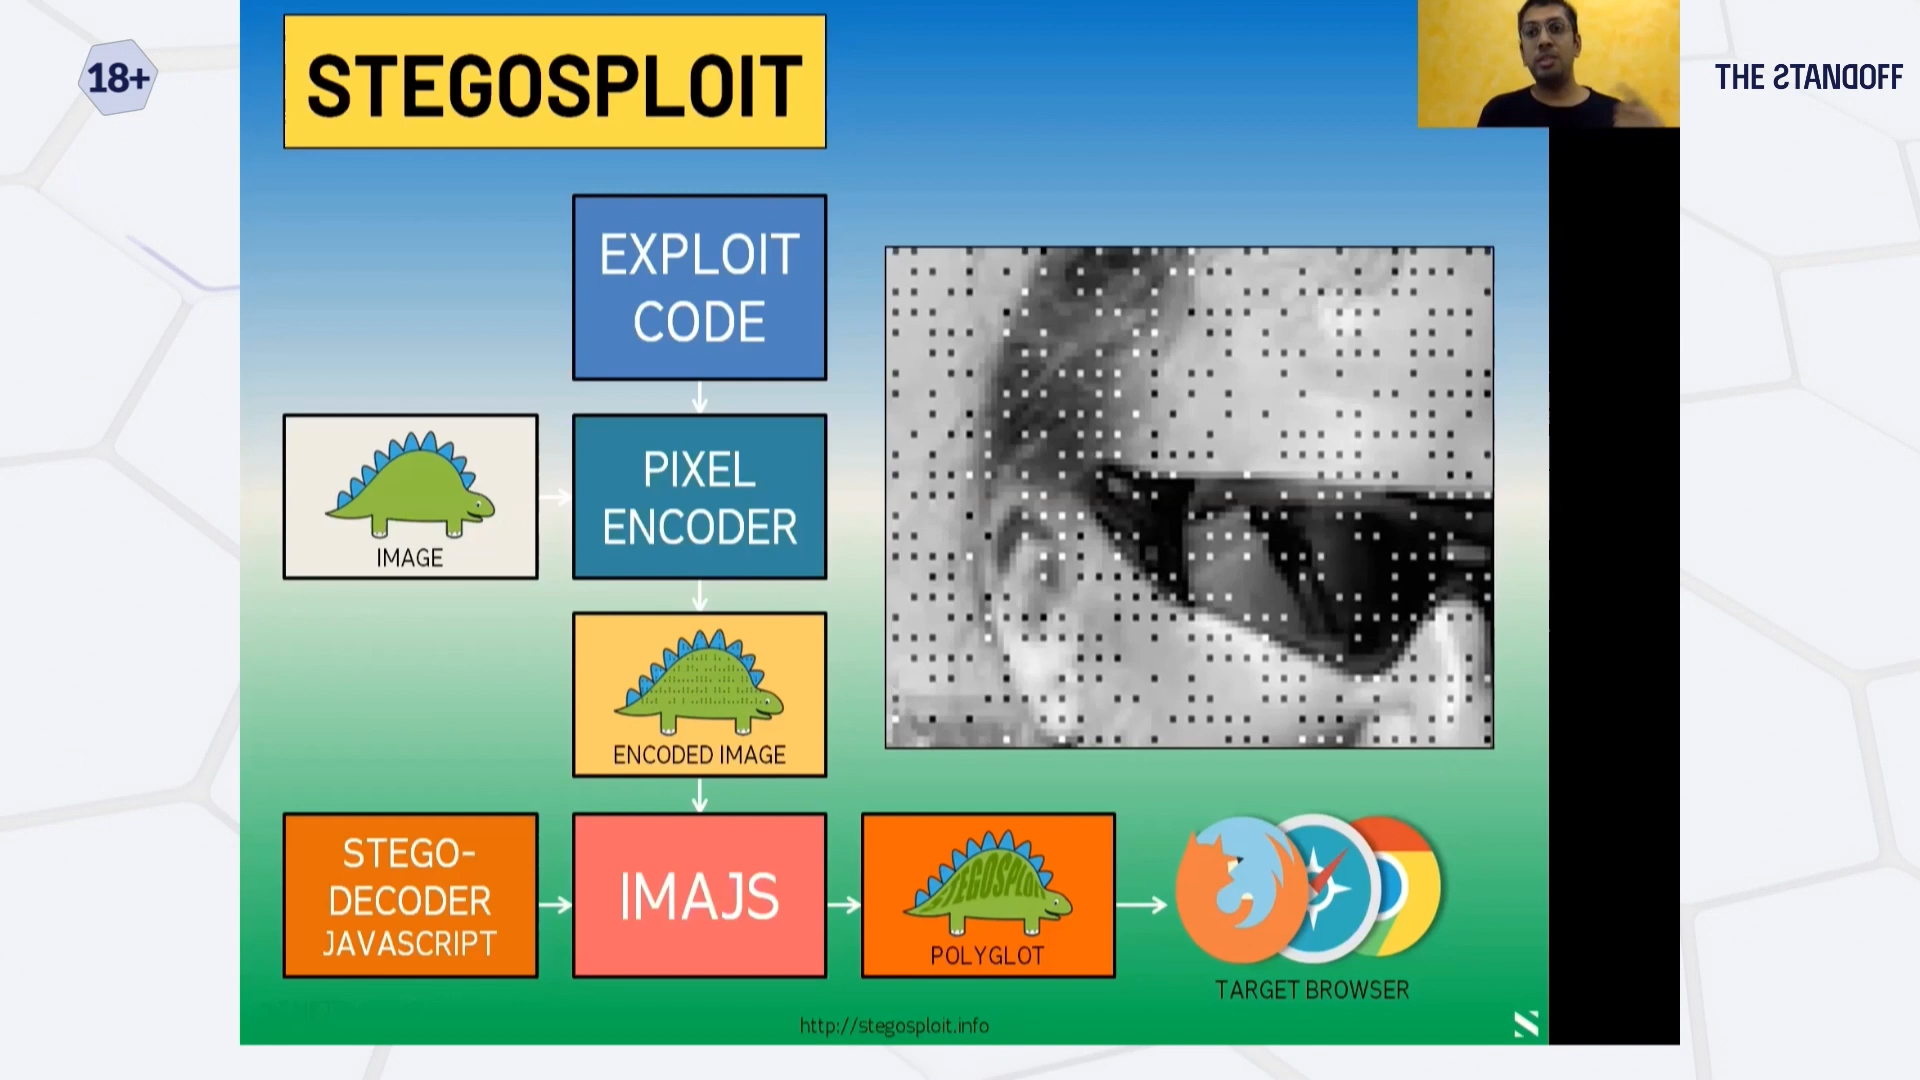 18+
THE STANDOFF
STEGOSPLOIT
EXPLOIT
CODE
IMAGE
PIXEL
ENCODER
ENCODED IMAGE
STEGO-
DECODER
JAVASCRIPT
IMAJS
STEGOSPLOIT
POLYGLOT
TARGET BROWSER
http://stegosploit.info